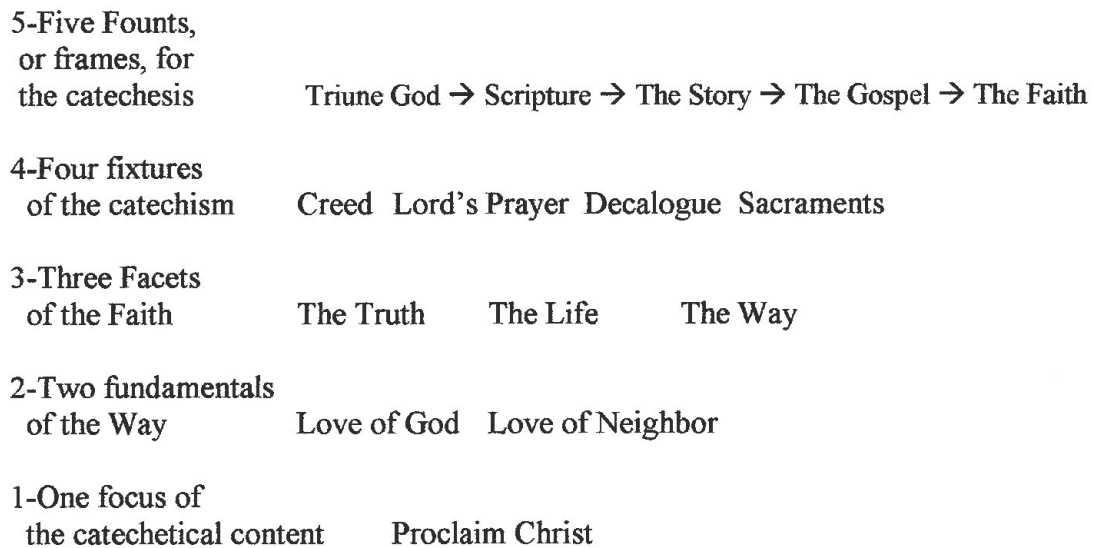 5-Five Founts,
or frames, for
the catechesis Triune God → Scripture → The Story → The Gospel → The Faith
4-Four fixtures
of the catechism Creed Lord's Prayer Decalogue Sacraments
3-Three Facets
of the Faith The Truth The Life The Way
2-Two fundamentals
of the Way Love of God Love of Neighbor
1-One focus of
the catechetical content Proclaim Christ